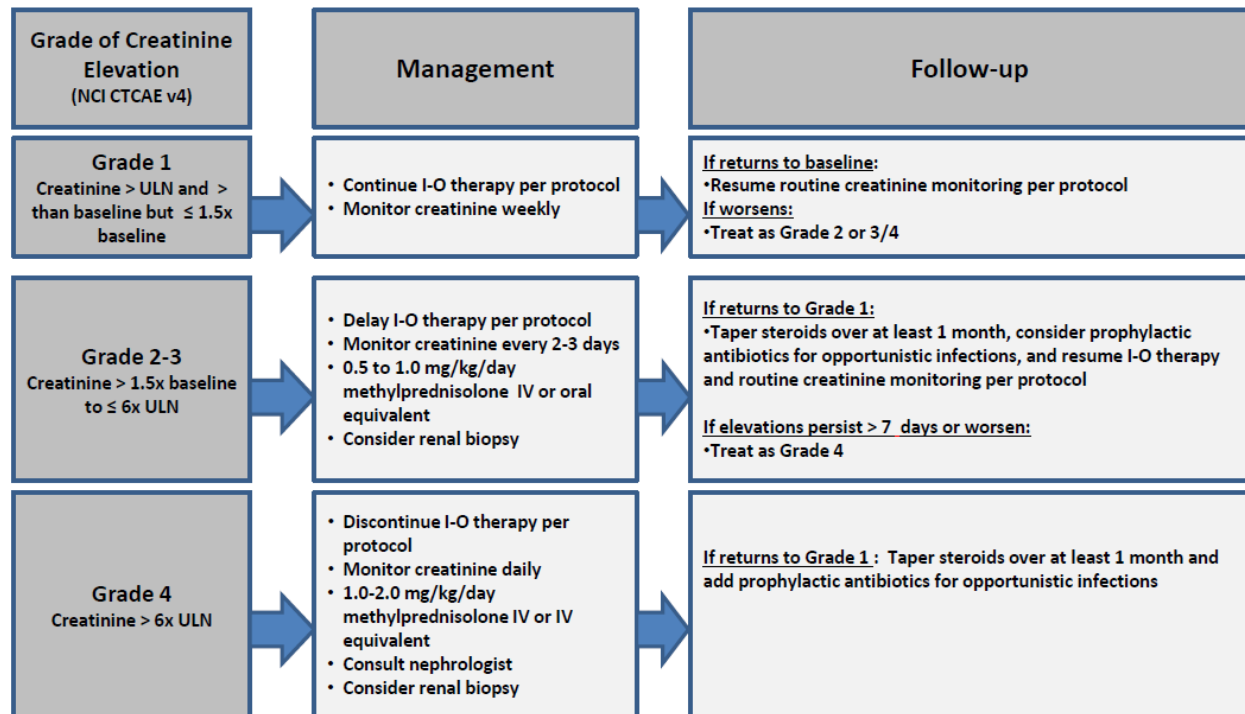 Grade of Creatinine
Elevation
(NCI CTCAE v4)
Management
Follow-up
Grade 1
Creatinine > ULN and >
than baseline but ≤ 1.5x
baseline
• Continue I-O therapy per protocol
• Monitor creatinine weekly
If returns to baseline:
•Resume routine creatinine monitoring per protocol
If worsens:
•Treat as Grade 2 or 3/4
Grade 2-3
Creatinine > 1.5x baseline
to ≤ 6x ULN
• Delay I-O therapy per protocol
• Monitor creatinine every 2-3 days
• 0.5 to 1.0 mg/kg/day
methylprednisolone IV or oral
equivalent
• Consider renal biopsy
If returns to Grade 1:
•Taper steroids over at least 1 month, consider prophylactic
antibiotics for opportunistic infections, and resume I-O therapy
and routine creatinine monitoring per protocol
If elevations persist > 7 days or worsen:
•Treat as Grade 4
Grade 4
Creatinine > 6x ULN
• Discontinue I-O therapy per
protocol
• Monitor creatinine daily
• 1.0-2.0 mg/kg/day
methylprednisolone IV or IV
equivalent
• Consult nephrologist
• Consider renal biopsy
If returns to Grade 1 : Taper steroids over at least 1 month and
add prophylactic antibiotics for opportunistic infections